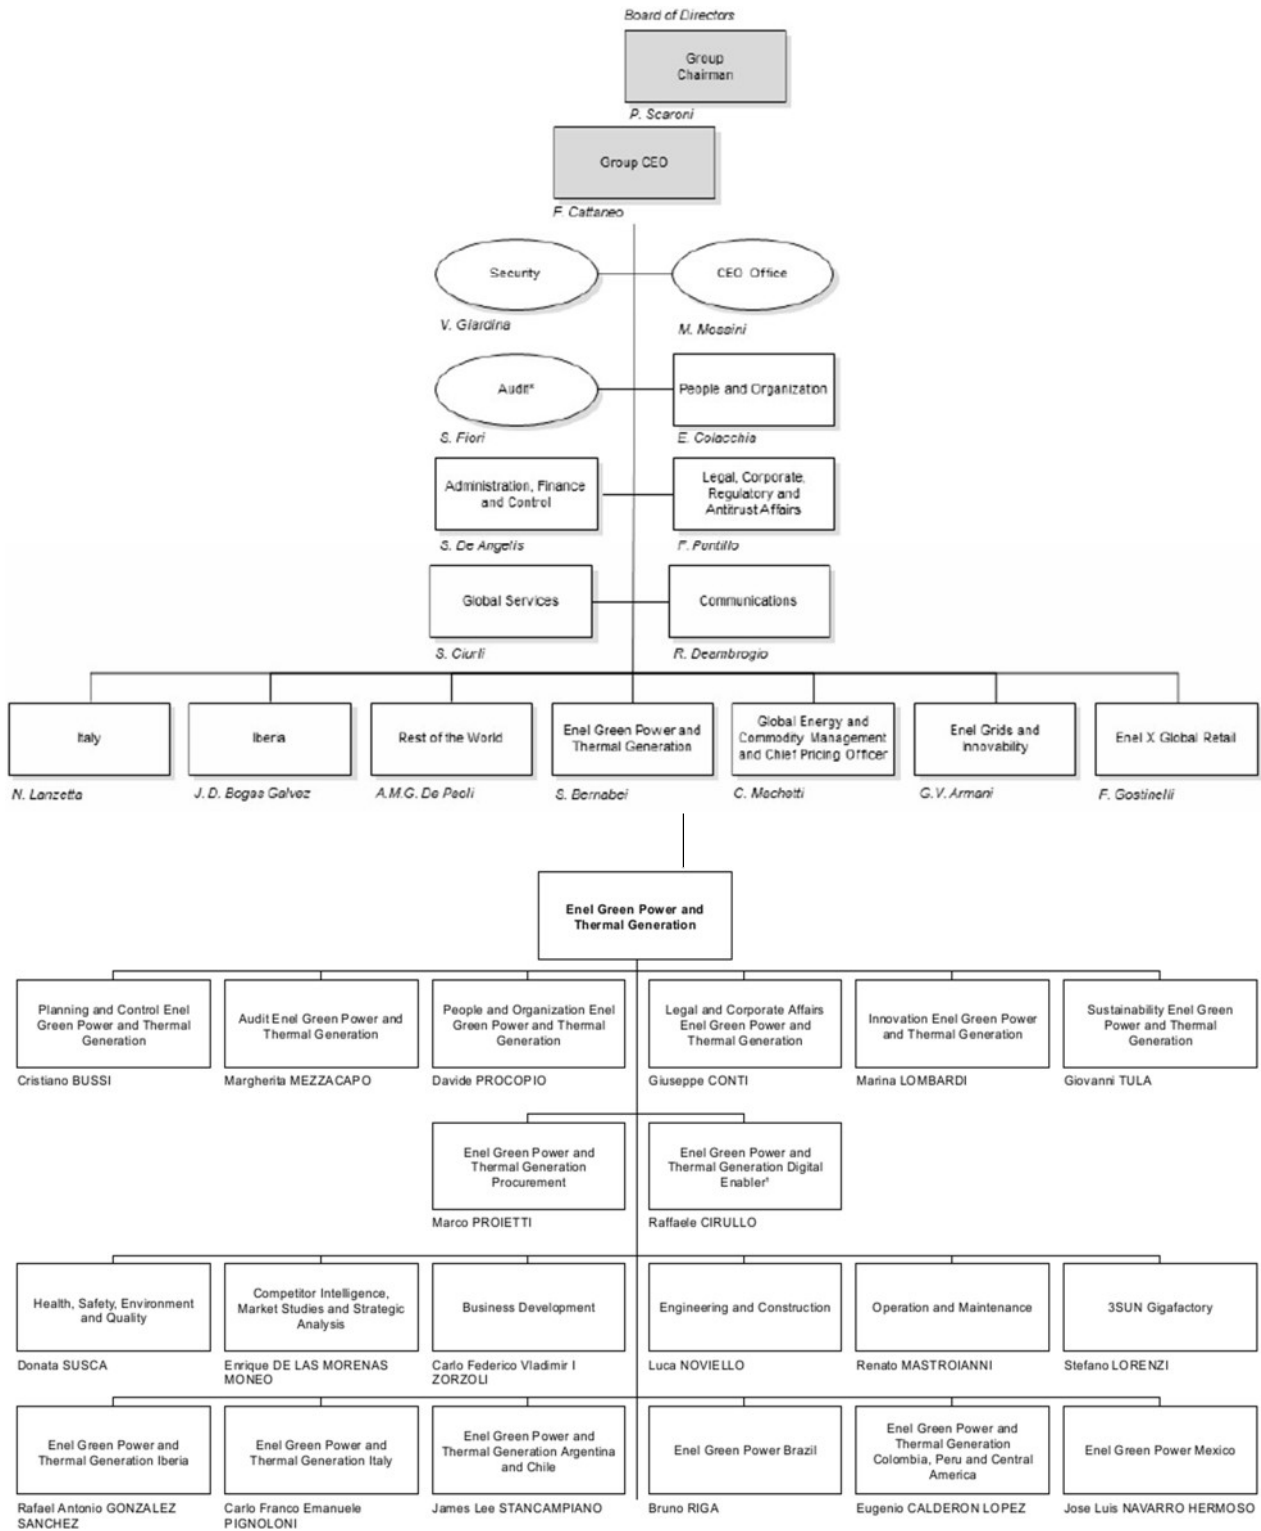 Board of Directors
Group
Chairman
P. Scaroni
Group CEO
F. Cattaneo
Security
CEO Office
V. Giardina
M. Mossini
Audit*
People and Organization
S. Fiori
E. Colacchia
Administration, Finance
and Control
Legal, Corporate,
Regulatory and
Antitrust Affairs
S. De Angelis
F. Puntillo
Global Services
Communications
S. Ciurli
R. Deambrogio
Italy
Iberia
Rest of the World
Enel Green Power and
Thermal Generation
Global Energy and
Commodity Management
and Chief Pricing Officer
Enel Grids and
Innovability
Enel X Global Retail
N. Lanzetta
J. D. Bogas Galvez
A.M.G. De Paoli
S. Bernabei
C. Machetti
G.V. Armani
F. Gostinelli
Enel Green Power and
Thermal Generation
Planning and Control Enel
Green Power and Thermal
Generation
Audit Enel Green Power and
Thermal Generation
People and Organization Enel
Green Power and Thermal
Generation
Legal and Corporate Affairs
Enel Green Power and
Thermal Generation
Innovation Enel Green Power
and Thermal Generation
Sustainability Enel Green
Power and Thermal
Generation
Cristiano BUSSI
Margherita MEZZACAPO
Davide PROCOPIO
Giuseppe CONTI
Marina LOMBARDI
Giovanni TULA
Enel Green Power and
Thermal Generation
Procurement
Enel Green Power and
Thermal Generation Digital
Enabler¹
Marco PROIETTI
Raffaele CIRULLO
Health, Safety, Environment
and Quality
Competitor Intelligence,
Market Studies and Strategic
Analysis
Business Development
Engineering and Construction
Operation and Maintenance
3SUN Gigafactory
Donata SUSCA
Enrique DE LAS MORENAS
MONEO
Carlo Federico Vladimir I
ZORZOLI
Luca NOVIELLO
Renato MASTROIANNI
Stefano LORENZI
Enel Green Power and
Thermal Generation Iberia
Enel Green Power and
Thermal Generation Italy
Enel Green Power and
Thermal Generation Argentina
and Chile
Enel Green Power Brazil
Enel Green Power and
Thermal Generation
Colombia, Peru and Central
America
Enel Green Power Mexico
Rafael Antonio GONZALEZ
SANCHEZ
Carlo Franco Emanuele
PIGNOLONI
James Lee STANCAMPIANO
Bruno RIGA
Eugenio CALDERON LOPEZ
Jose Luis NAVARRO HERMOSO